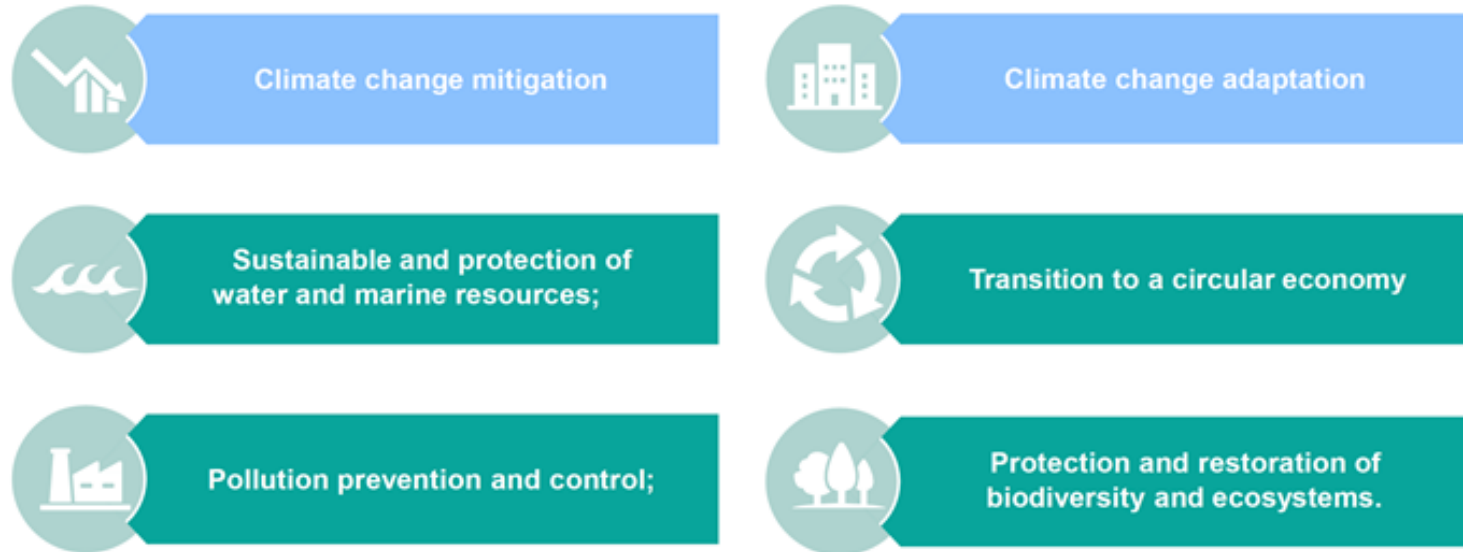 Climate change mitigation
Climate change adaptation
Sustainable and protection of
water and marine resources;
Transition to a circular economy
Pollution prevention and control;
Protection and restoration of
biodiversity and ecosystems.